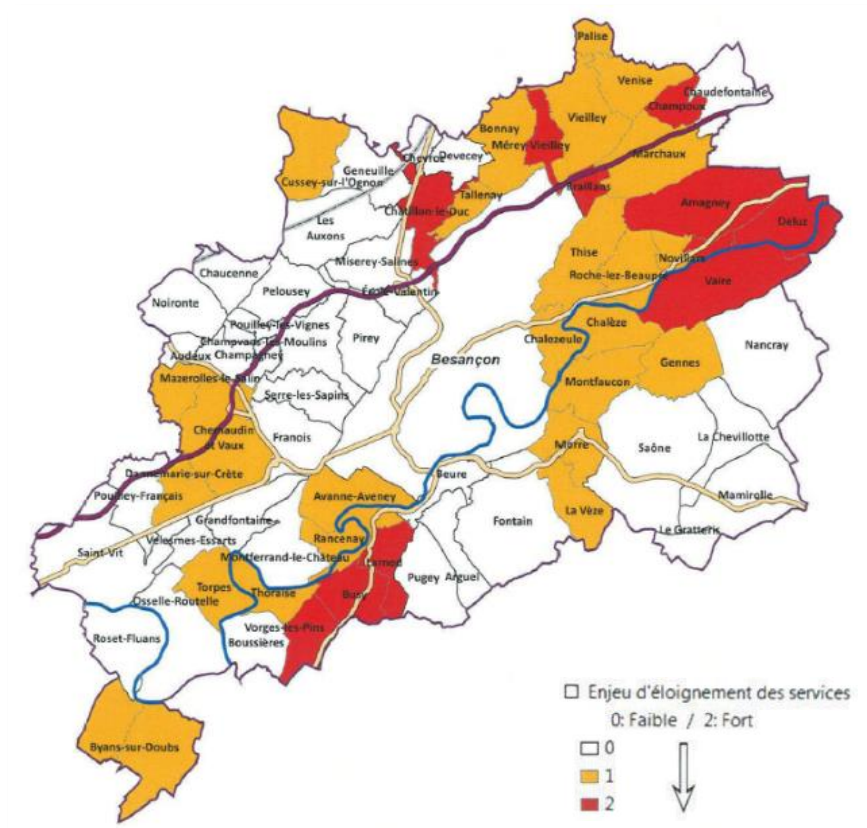 Palise
Venise
Chaudefontaine
Champoux
Vieilley
Bonnay
Mérey Vieilley
Marchaux
Chevroz
Devecey
Geneuille
Cussey-sur-l'Ognon
Braillans
Tallenay
Châtillon-le-Duc
Amagney
Deluz
Les
Auxons
Thise
Novillars
Miserey-Salines
Roche-lez-Beaupré
Vaire
Chaucenne
École-Valentin
Pelousey
Noironte
Chalèze
Pouilley-les-Vignes
Champvans-les-Moulins
Pirey
Chalezeule
Nancray
Audeux
Champagney
Besançon
Gennes
Mazerolles-le-Salin
Montfaucon
Serre-les-Sapins
Chemaudin
et Vaux
Franois
Morre
Saône
La Chevillotte
Dannemarie-sur-Crète
Beure
Pouilley-Français
Avanne-Aveney
Mamirolle
La Vèze
Grandfontaine
Fontain
Le Gratteris
Vélesmes-Essarts
Rancenay
Saint-Vit
Montferrand-le-Château
Larnod
Pugey
Arguel
Torpes
Thoraise
Busy
Osselle-Routelle
Vorges-les-Pins
Roset-Fluans
Boussières
Byans-sur-Doubs
Enjeu d'éloignement des services
0: Faible / 2: Fort
0
1
2